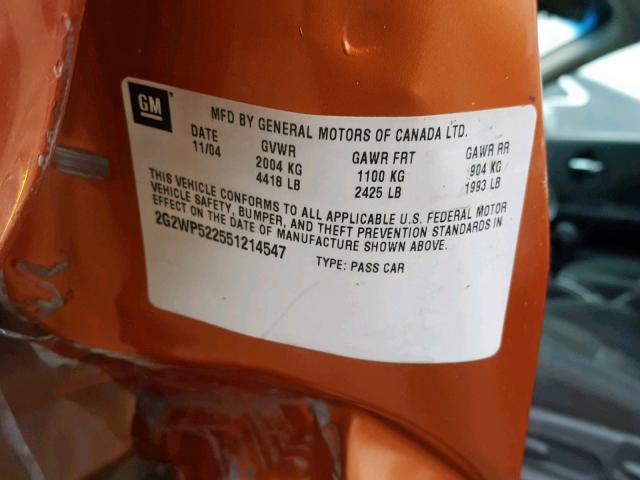 GM
MFD BY GENERAL MOTORS OF CANADA LTD.
DATE GVWR GAWR FRT GAWR RR
11/04 2004 KG 1100 KG 904 KG
4418 LB 2425 LB 1993 LB
THIS VEHICLE CONFORMS TO ALL APPLICABLE U.S. FEDERAL MOTOR
VEHICLE SAFETY, BUMPER, AND THEFT PREVENTION STANDARDS IN
EFFECT ON THE DATE OF MANUFACTURE SHOWN ABOVE.
2G2WP522551214547 TYPE: PASS CAR